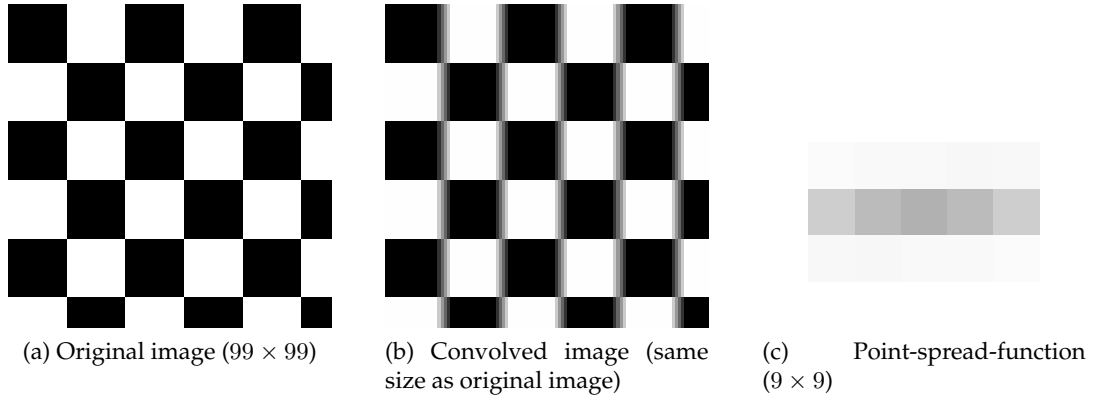 (a) Original image (99 × 99)
(b) Convolved image (same
size as original image)
(c) Point-spread-function
(9 × 9)